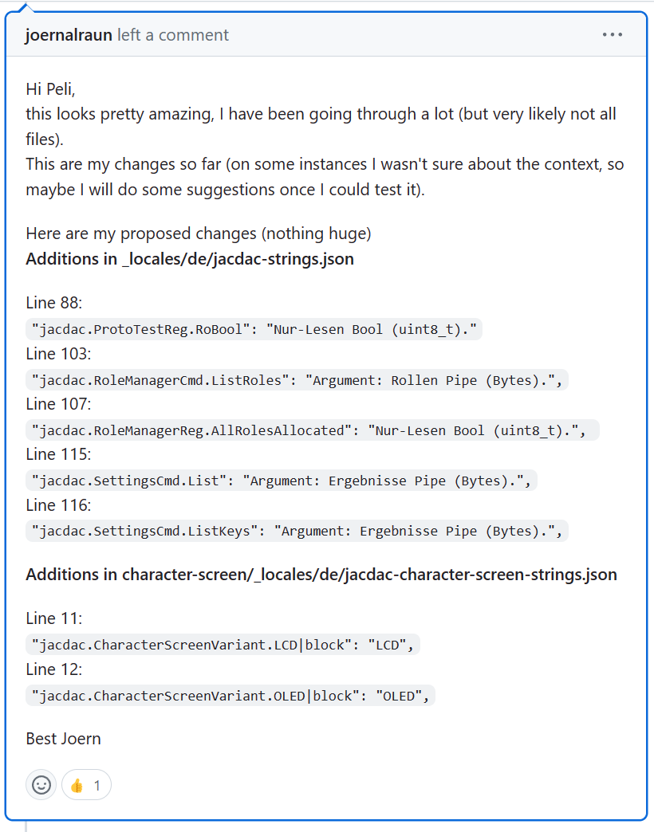 joernalraun left a comment
Hi Peli,
this looks pretty amazing, I have been going through a lot (but very likely not all
files).
This are my changes so far (on some instances I wasn't sure about the context, so
maybe I will do some suggestions once I could test it).
Here are my proposed changes (nothing huge)
Additions in _locales/de/jacdac-strings.json
Line 88:
"jacdac.ProtoTestReg.RoBool": "Nur-Lesen Bool (uint8_t)."
Line 103:
"jacdac.RoleManagerCmd.ListRoles": "Argument: Rollen Pipe (Bytes).",
Line 107:
"jacdac.RoleManagerReg.AllRolesAllocated": "Nur-Lesen Bool (uint8_t).",
Line 115:
"jacdac.SettingsCmd.List": "Argument: Ergebnisse Pipe (Bytes).",
Line 116:
"jacdac.SettingsCmd.ListKeys": "Argument: Ergebnisse Pipe (Bytes).",
Additions in character-screen/_locales/de/jacdac-character-screen-strings.json
Line 11:
"jacdac.CharacterScreenVariant.LCD|block": "LCD",
Line 12:
"jacdac.CharacterScreenVariant.OLED|block": "OLED",
Best Joern
👍 1